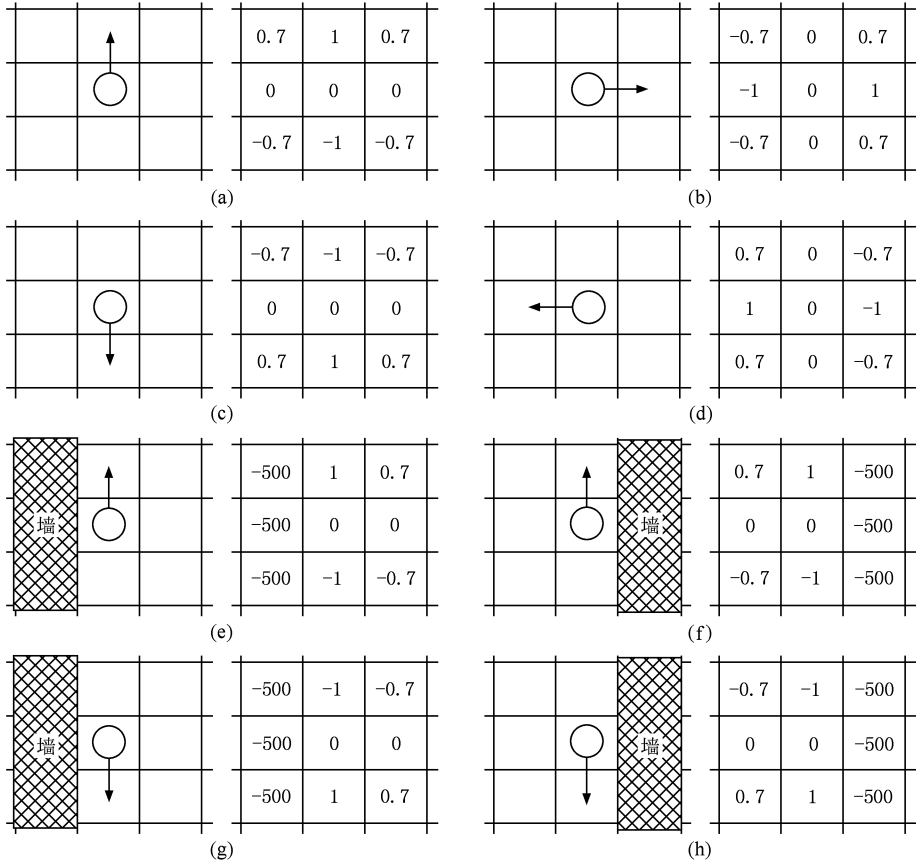 0.7 1 0.7
-0.7 0 0.7
0 0 0
-1 0 1
-0.7 -1 -0.7
-0.7 0 0.7
(a)
(b)
-0.7 -1 -0.7
0.7 0 -0.7
0 0 0
1 0 -1
0.7 1 0.7
0.7 0 -0.7
(c)
(d)
-500 1 0.7
0.7 1 -500
墙
-500 0 0
墙
0 0 -500
-500 -1 -0.7
-0.7 -1 -500
(e)
(f)
-500 -1 -0.7
-0.7 -1 -500
墙
-500 0 0
墙
0 0 -500
-500 1 0.7
0.7 1 -500
(g)
(h)